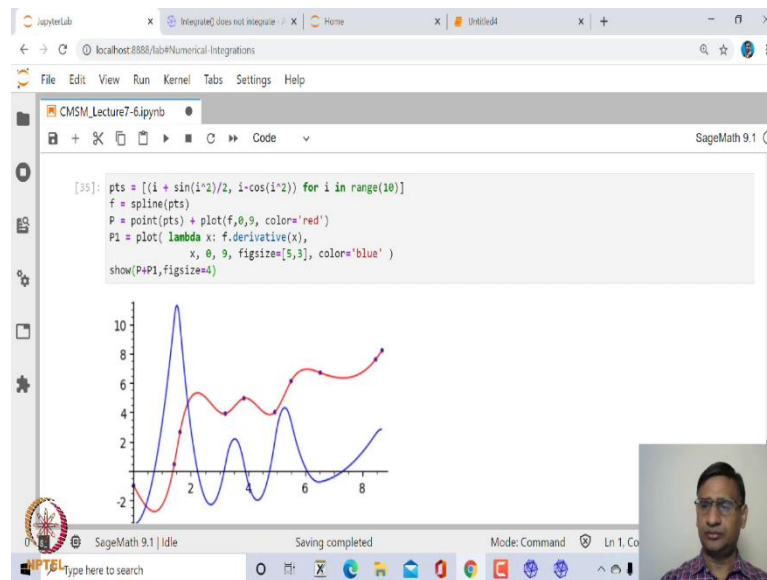 JupyterLab
Integrate() does not integrate - A
Home
Untitled4
localhost:8888/lab#Numerical-Integrations
File Edit View Run Kernel Tabs Settings Help
CMSM_Lecture7-6.ipynb
Code
SageMath 9.1
[35]: pts = [(i + sin(i^2)/2, i-cos(i^2)) for i in range(10)]
f = spline(pts)
P = point(pts) + plot(f,0,9, color='red')
P1 = plot( lambda x: f.derivative(x),
x, 0, 9, figsize=[5,3], color='blue' )
show(P+P1,figsize=4)
10
8
6
4
2
2 4 6 8
-2
SageMath 9.1 | Idle Saving completed Mode: Command Ln 1, Co
NPTEL
Type here to search